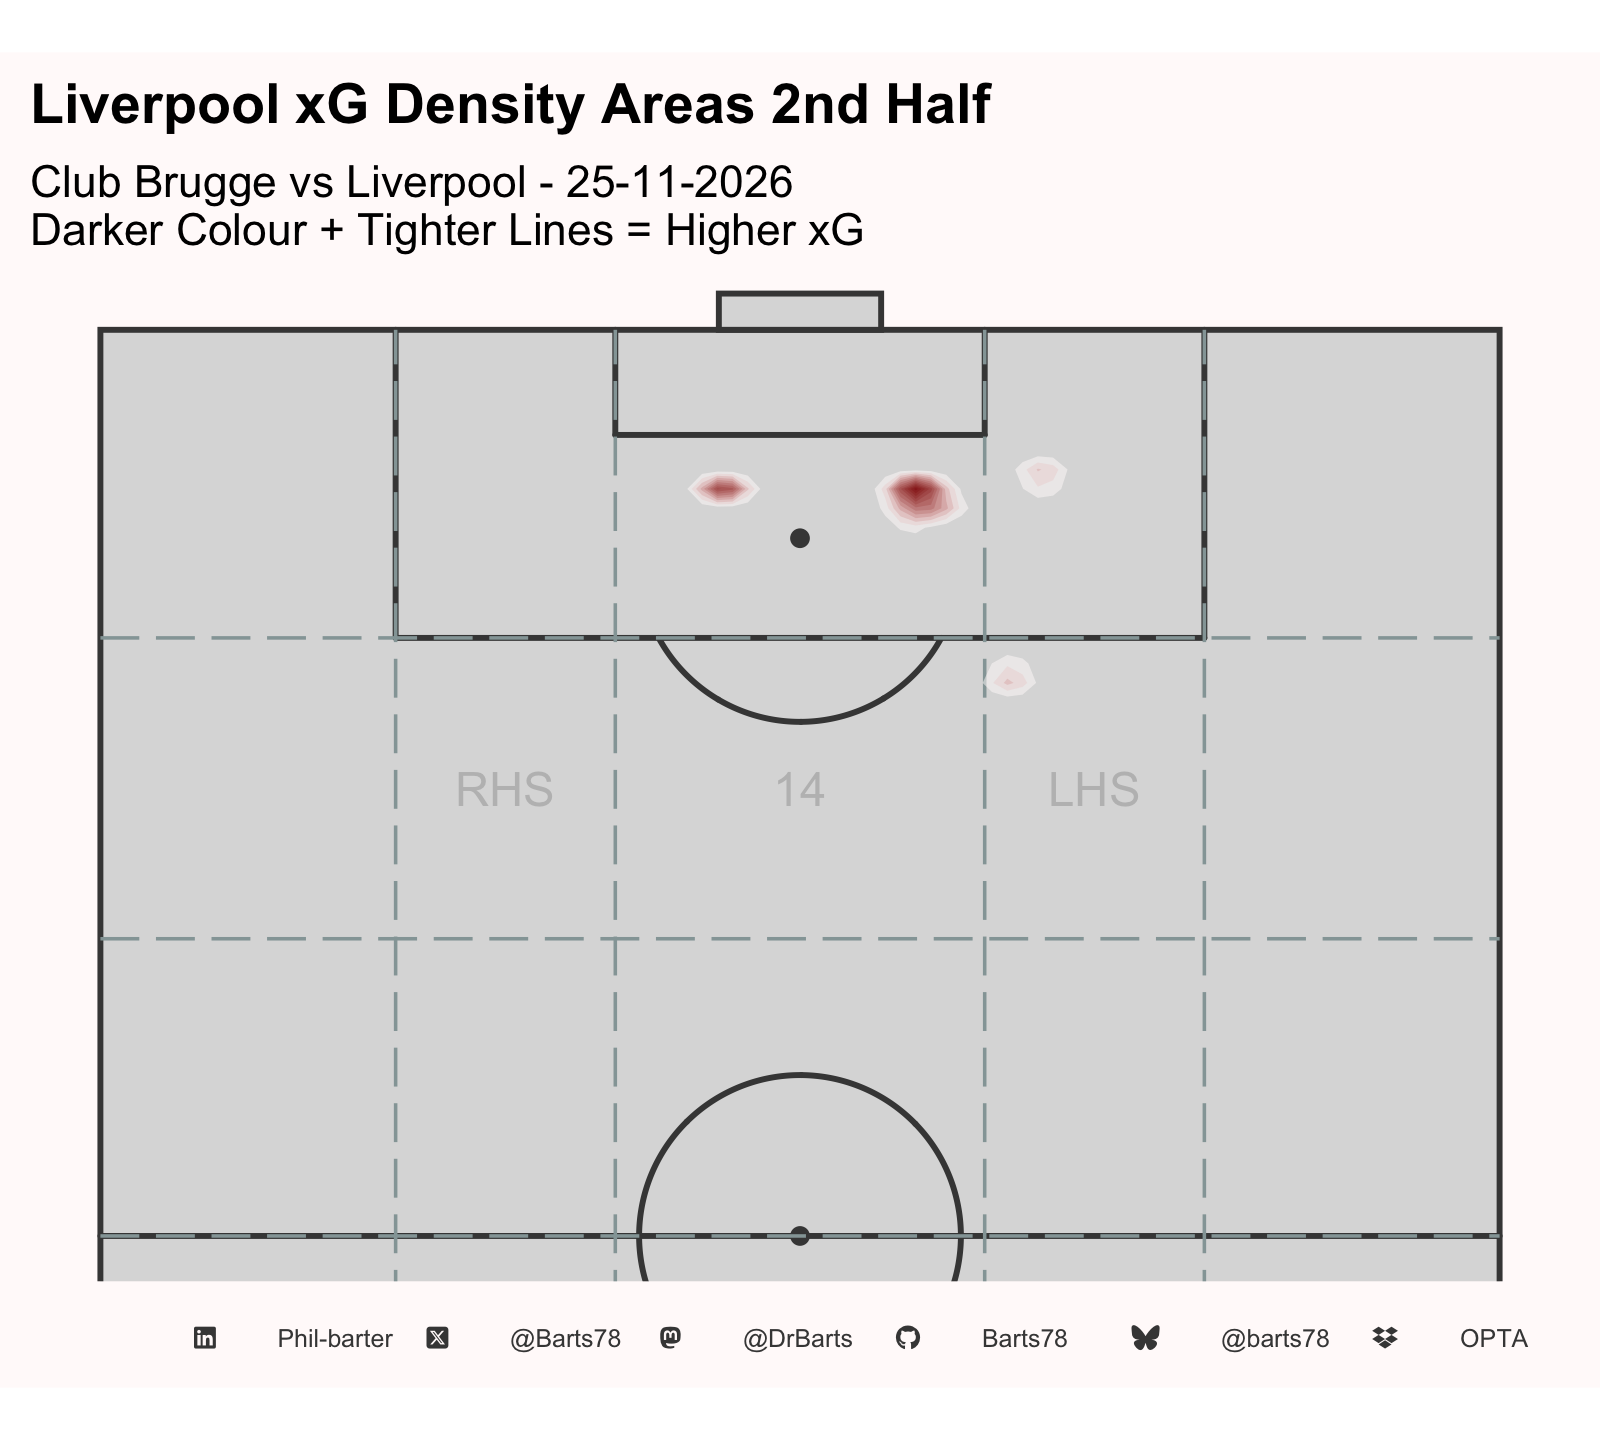 Liverpool xG Density Areas 2nd Half
Club Brugge vs Liverpool - 25-11-2026
Darker Colour + Tighter Lines = Higher xG
RHS 14 LHS
Phil-barter @Barts78 @DrBarts Barts78 @barts78 OPTA